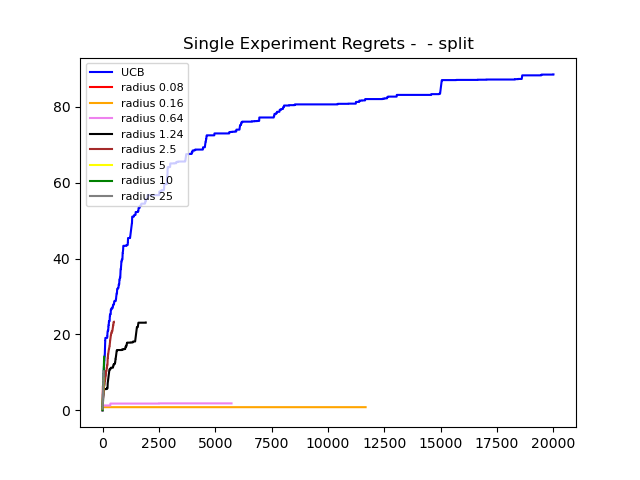 Single Experiment Regrets -  - split
UCB
radius 0.08
radius 0.16
radius 0.64
radius 1.24
radius 2.5
radius 5
radius 10
radius 25
80
60
40
20
0
0 2500 5000 7500 10000 12500 15000 17500 20000